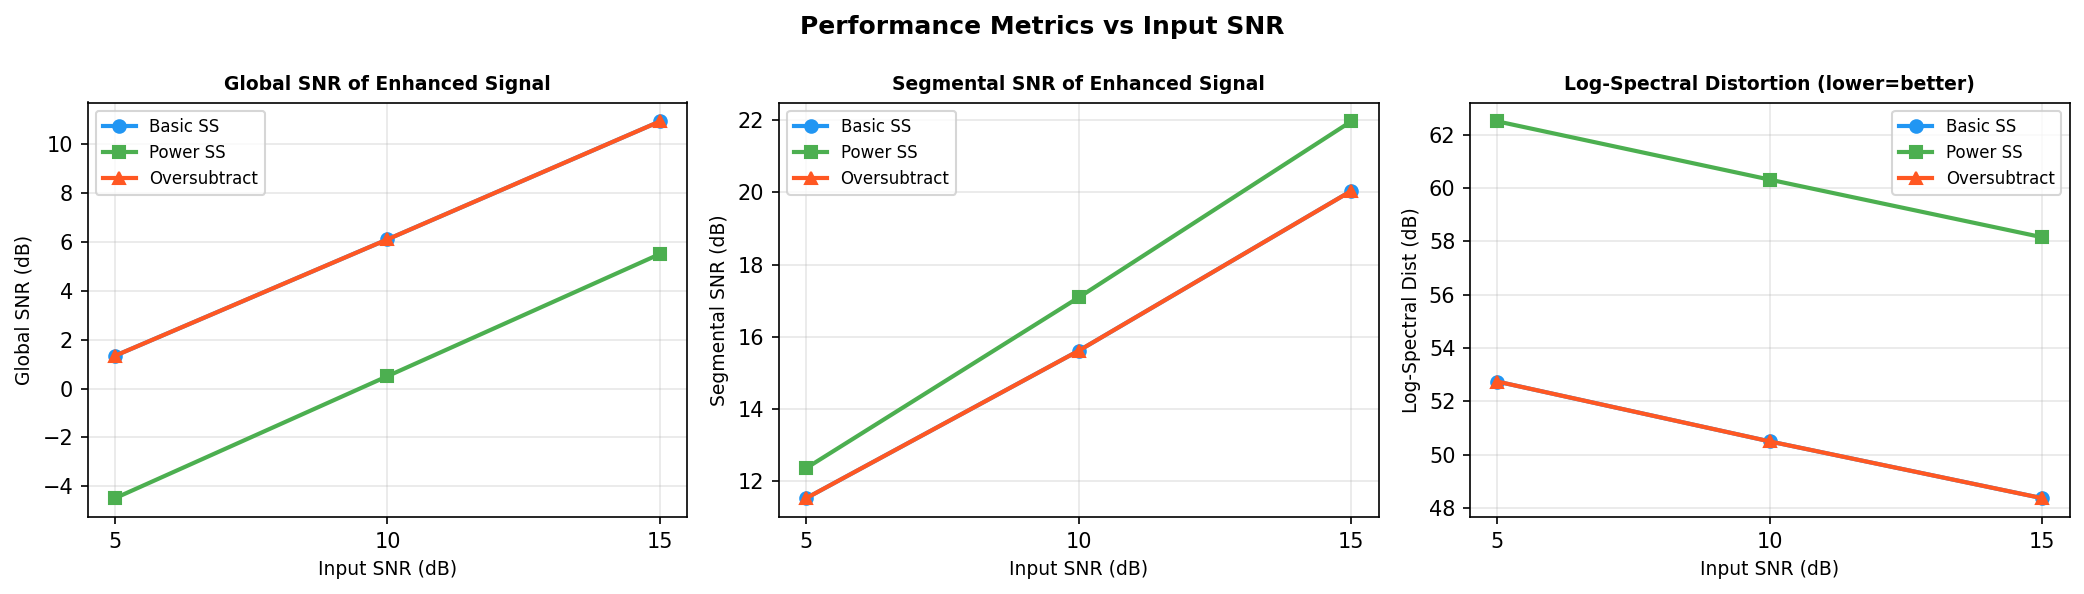 Performance Metrics vs Input SNR
Global SNR of Enhanced Signal
Basic SS
Power SS
Oversubtract
10
8
6
4
2
0
−2
−4
Global SNR (dB)
5 10 15
Input SNR (dB)
Segmental SNR of Enhanced Signal
Basic SS
Power SS
Oversubtract
22
20
18
16
14
12
Segmental SNR (dB)
5 10 15
Input SNR (dB)
Log-Spectral Distortion (lower=better)
Basic SS
Power SS
Oversubtract
62
60
58
56
54
52
50
48
Log-Spectral Dist (dB)
5 10 15
Input SNR (dB)